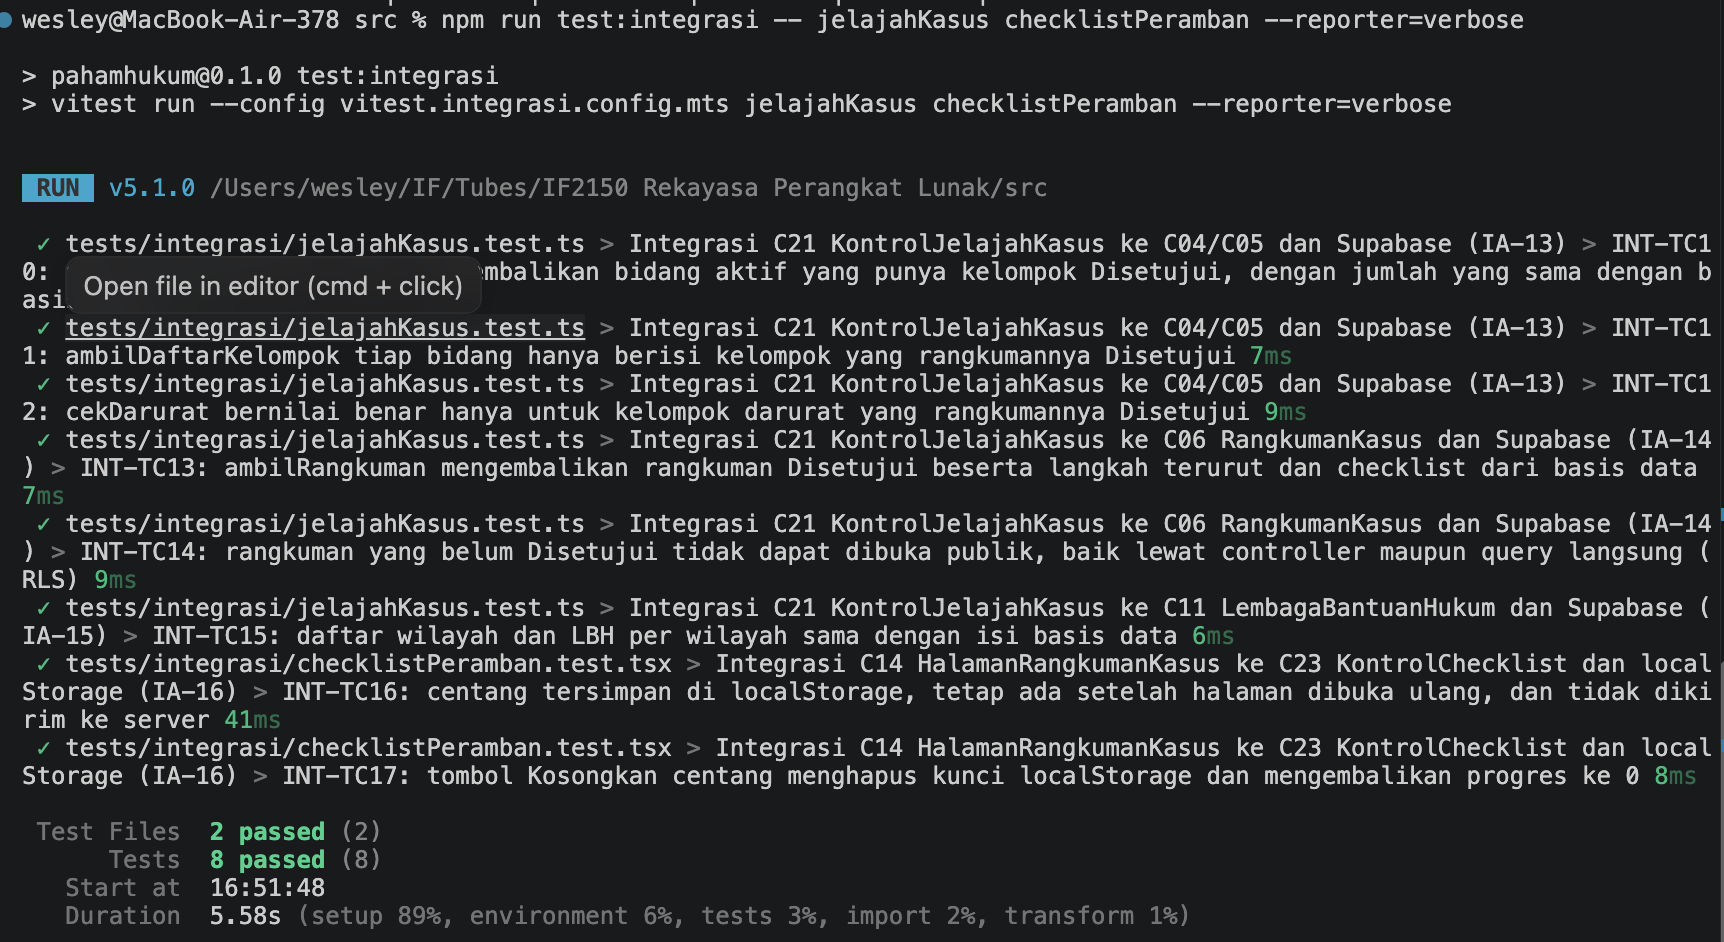 wesley@MacBook-Air-378 src % npm run test:integrasi -- jelajahKasus checklistPeramban --reporter=verbose
> pahamhukum@0.1.0 test:integrasi
> vitest run --config vitest.integrasi.config.mts jelajahKasus checklistPeramban --reporter=verbose
RUN v5.1.0 /Users/wesley/IF/Tubes/IF2150 Rekayasa Perangkat Lunak/src
✓ tests/integrasi/jelajahKasus.test.ts > Integrasi C21 KontrolJelajahKasus ke C04/C05 dan Supabase (IA-13) > INT-TC1
0: embalikan bidang aktif yang punya kelompok Disetujui, dengan jumlah yang sama dengan b
Open file in editor (cmd + click)
asi
✓ tests/integrasi/jelajahKasus.test.ts > Integrasi C21 KontrolJelajahKasus ke C04/C05 dan Supabase (IA-13) > INT-TC1
1: ambilDaftarKelompok tiap bidang hanya berisi kelompok yang rangkumannya Disetujui 7ms
✓ tests/integrasi/jelajahKasus.test.ts > Integrasi C21 KontrolJelajahKasus ke C04/C05 dan Supabase (IA-13) > INT-TC1
2: cekDarurat bernilai benar hanya untuk kelompok darurat yang rangkumannya Disetujui 9ms
✓ tests/integrasi/jelajahKasus.test.ts > Integrasi C21 KontrolJelajahKasus ke C06 RangkumanKasus dan Supabase (IA-14
) > INT-TC13: ambilRangkuman mengembalikan rangkuman Disetujui beserta langkah terurut dan checklist dari basis data
7ms
✓ tests/integrasi/jelajahKasus.test.ts > Integrasi C21 KontrolJelajahKasus ke C06 RangkumanKasus dan Supabase (IA-14
) > INT-TC14: rangkuman yang belum Disetujui tidak dapat dibuka publik, baik lewat controller maupun query langsung (
RLS) 9ms
✓ tests/integrasi/jelajahKasus.test.ts > Integrasi C21 KontrolJelajahKasus ke C11 LembagaBantuanHukum dan Supabase (
IA-15) > INT-TC15: daftar wilayah dan LBH per wilayah sama dengan isi basis data 6ms
✓ tests/integrasi/checklistPeramban.test.tsx > Integrasi C14 HalamanRangkumanKasus ke C23 KontrolChecklist dan local
Storage (IA-16) > INT-TC16: centang tersimpan di localStorage, tetap ada setelah halaman dibuka ulang, dan tidak diki
rim ke server 41ms
✓ tests/integrasi/checklistPeramban.test.tsx > Integrasi C14 HalamanRangkumanKasus ke C23 KontrolChecklist dan local
Storage (IA-16) > INT-TC17: tombol Kosongkan centang menghapus kunci localStorage dan mengembalikan progres ke 0 8ms
Test Files 2 passed (2)
Tests 8 passed (8)
Start at 16:51:48
Duration 5.58s (setup 89%, environment 6%, tests 3%, import 2%, transform 1%)